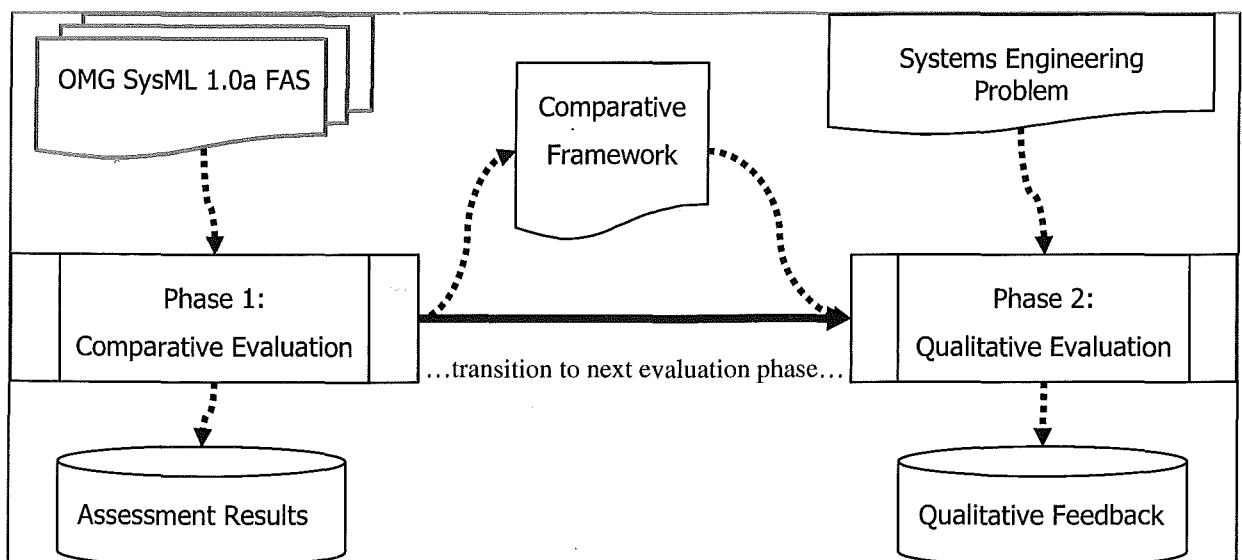 OMG SysML 1.0a FAS
Comparative
Framework
Systems Engineering
Problem
Phase 1:
Comparative Evaluation
…transition to next evaluation phase…
Phase 2:
Qualitative Evaluation
Assessment Results
Qualitative Feedback